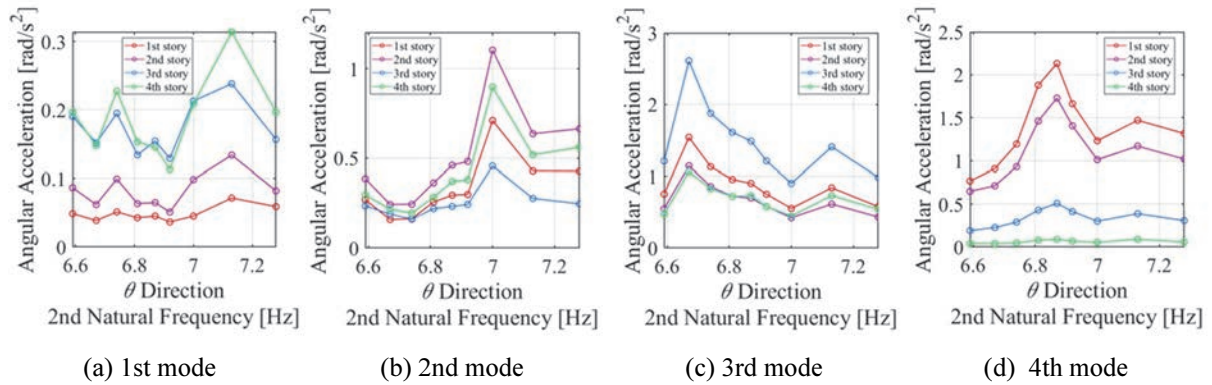 Angular Acceleration [rad/s²]
0.3
0.2
0.1
0
1st story
2nd story
3rd story
4th story
6.6 6.8 7 7.2
θ Direction
2nd Natural Frequency [Hz]
(a) 1st mode
Angular Acceleration [rad/s²]
1
0.5
0
1st story
2nd story
3rd story
4th story
6.6 6.8 7 7.2
θ Direction
2nd Natural Frequency [Hz]
(b) 2nd mode
Angular Acceleration [rad/s²]
3
2
1
0
1st story
2nd story
3rd story
4th story
6.6 6.8 7 7.2
θ Direction
2nd Natural Frequency [Hz]
(c) 3rd mode
Angular Acceleration [rad/s²]
2.5
2
1.5
1
0.5
0
1st story
2nd story
3rd story
4th story
6.6 6.8 7 7.2
θ Direction
2nd Natural Frequency [Hz]
(d) 4th mode